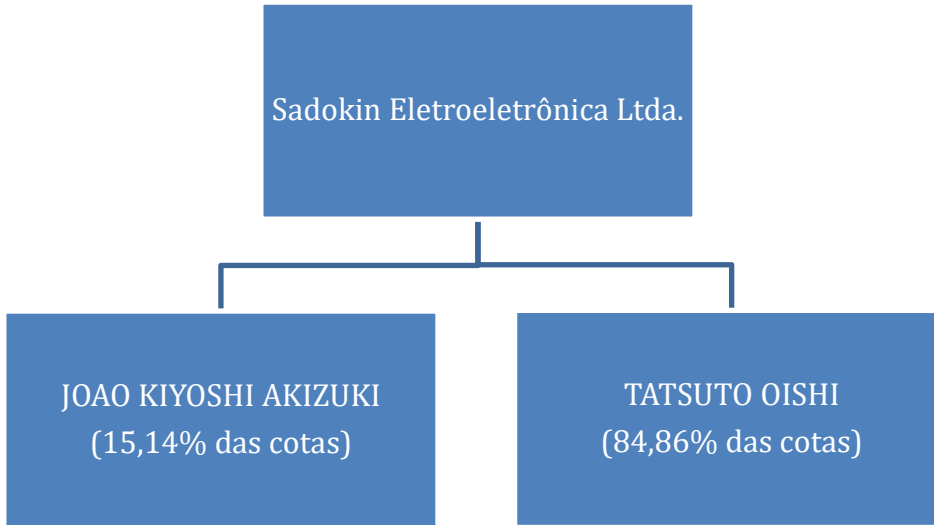 Sadokin Eletroeletrônica Ltda.
JOAO KIYOSHI AKIZUKI
(15,14% das cotas)
TATSUTO OISHI
(84,86% das cotas)